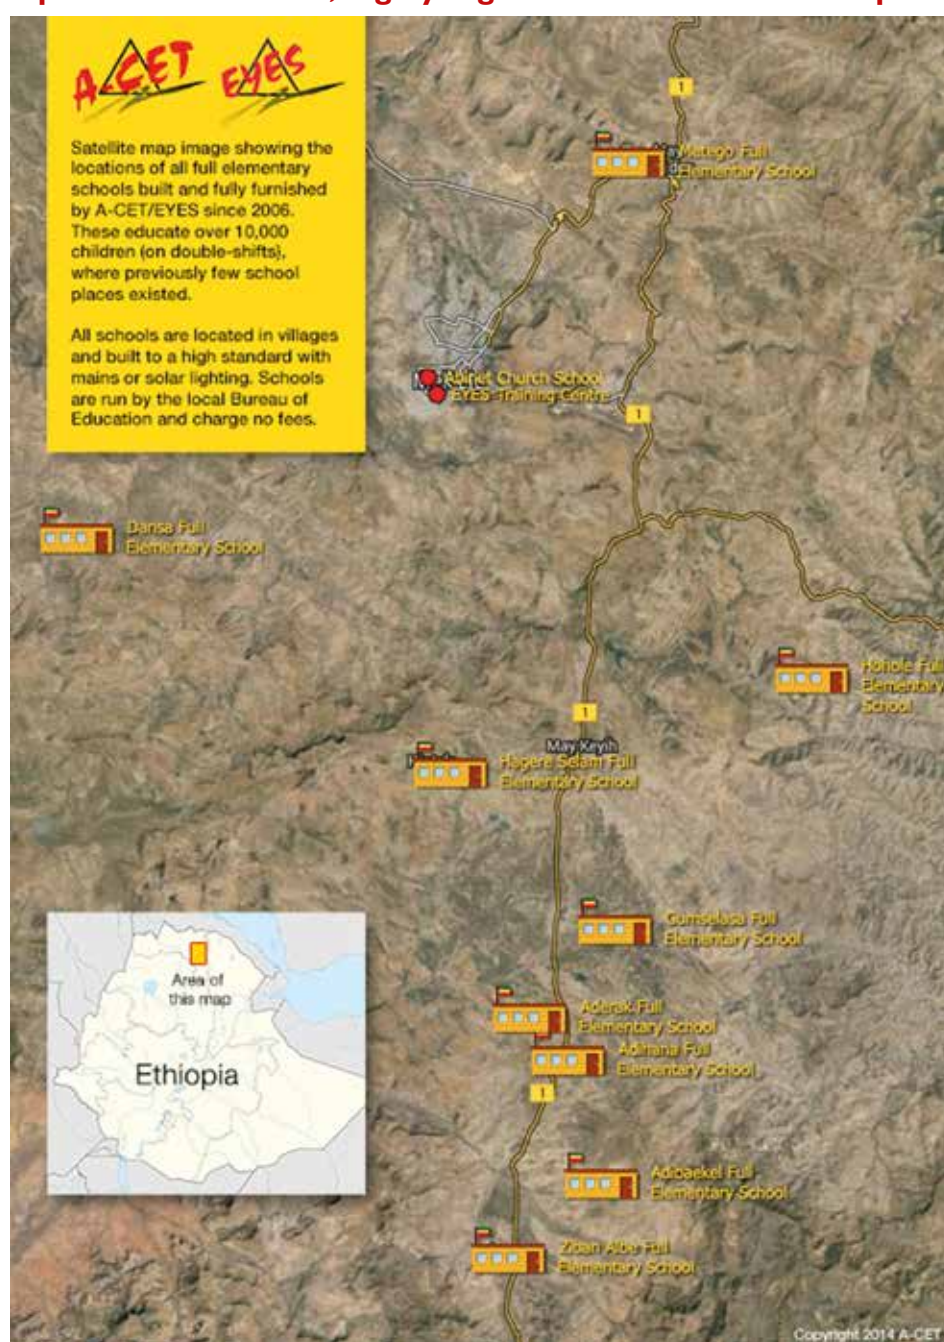 A-CET EYES
Satellite map image showing the
locations of all full elementary
schools built and fully furnished
by A-CET/EYES since 2006.
These educate over 10,000
children (on double-shifts),
where previously few school
places existed.
All schools are located in villages
and built to a high standard with
mains or solar lighting. Schools
are run by the local Bureau of
Education and charge no fees.
1
Metego Full
Elementary School
Abinet Church School
EYES Training Centre
1
Dansa Full
Elementary School
Hohole Full
Elementary
School
1
May Keyih
Hagere Selam Full
Elementary School
Gumselasa Full
Elementary School
Area of
this map
Ethiopia
Aderak Full
Elementary School
Adihana Full
Elementary School
1
Adibaekel Full
Elementary School
Ziban Albe Full
Elementary School
Copyright 2014 A-CET